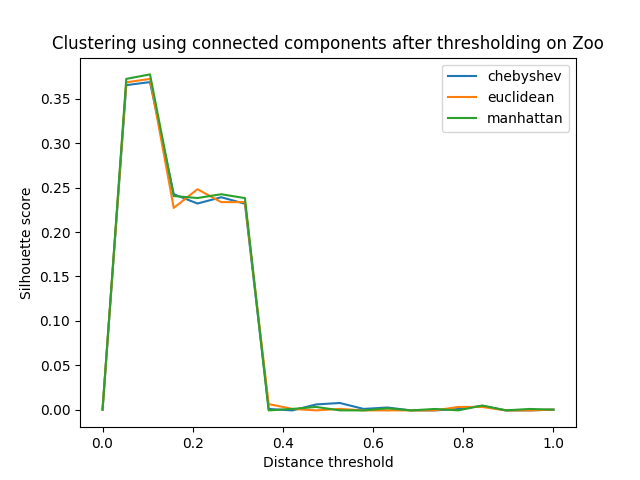 Clustering using connected components after thresholding on Zoo
chebyshev
euclidean
manhattan
Silhouette score
0.35
0.30
0.25
0.20
0.15
0.10
0.05
0.00
0.0 0.2 0.4 0.6 0.8 1.0
Distance threshold